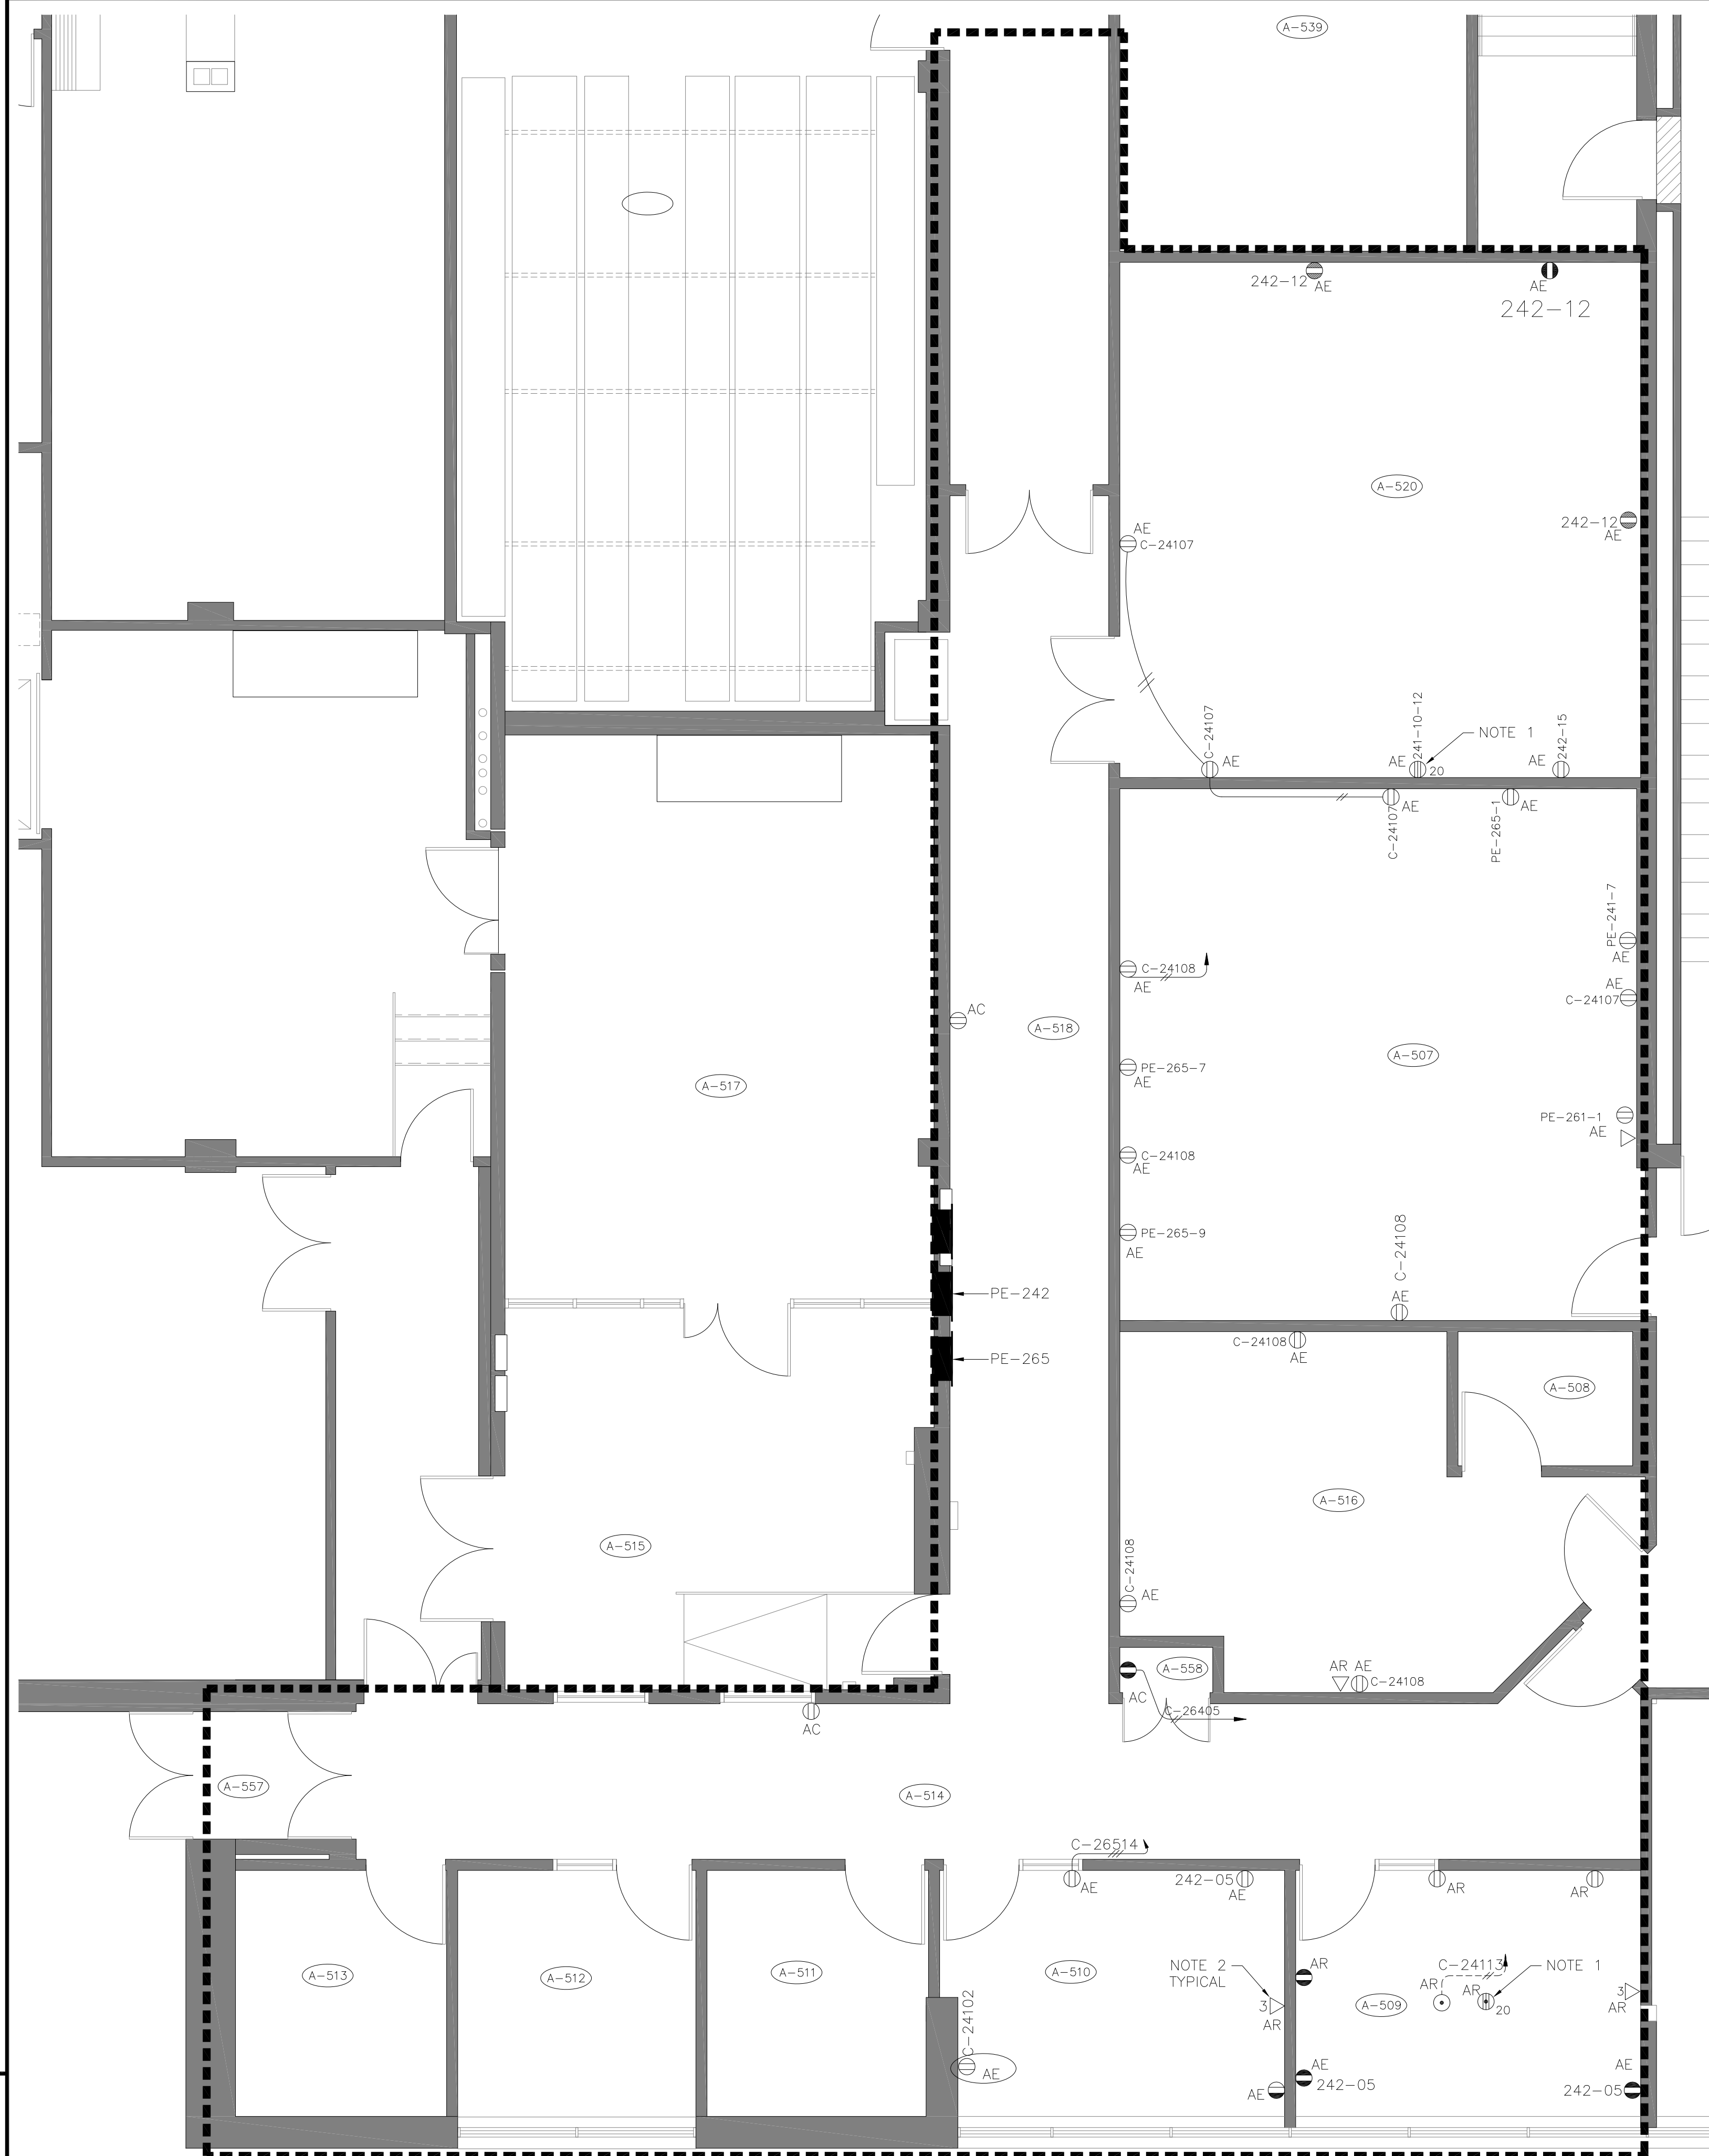 A-539
242-12
AE
AE
242-12
A-520
242-12
AE
AE
C-24107
C-24107
AE
AE
241-10-12
20
NOTE 1
AE
242-15
C-24107
AE
PE-265-1
AE
PE-241-7
AE
C-24108
AE
AE
C-24107
AC
A-518
A-507
PE-265-7
AE
A-517
PE-261-1
AE
C-24108
AE
PE-265-9
AE
C-24108
AE
PE-242
C-24108
AE
PE-265
A-508
A-516
A-515
C-24108
AE
A-558
AR AE
C-24108
AC
C-26405
AC
A-557
A-514
C-26514
AE
242-05
AE
AR
AR
A-513
A-512
A-511
A-510
NOTE 2
TYPICAL
3
AR
AR
A-509
C-24113
AR
AR
20
NOTE 1
3
AR
C-24102
AE
AE
AE
242-05
AE
242-05